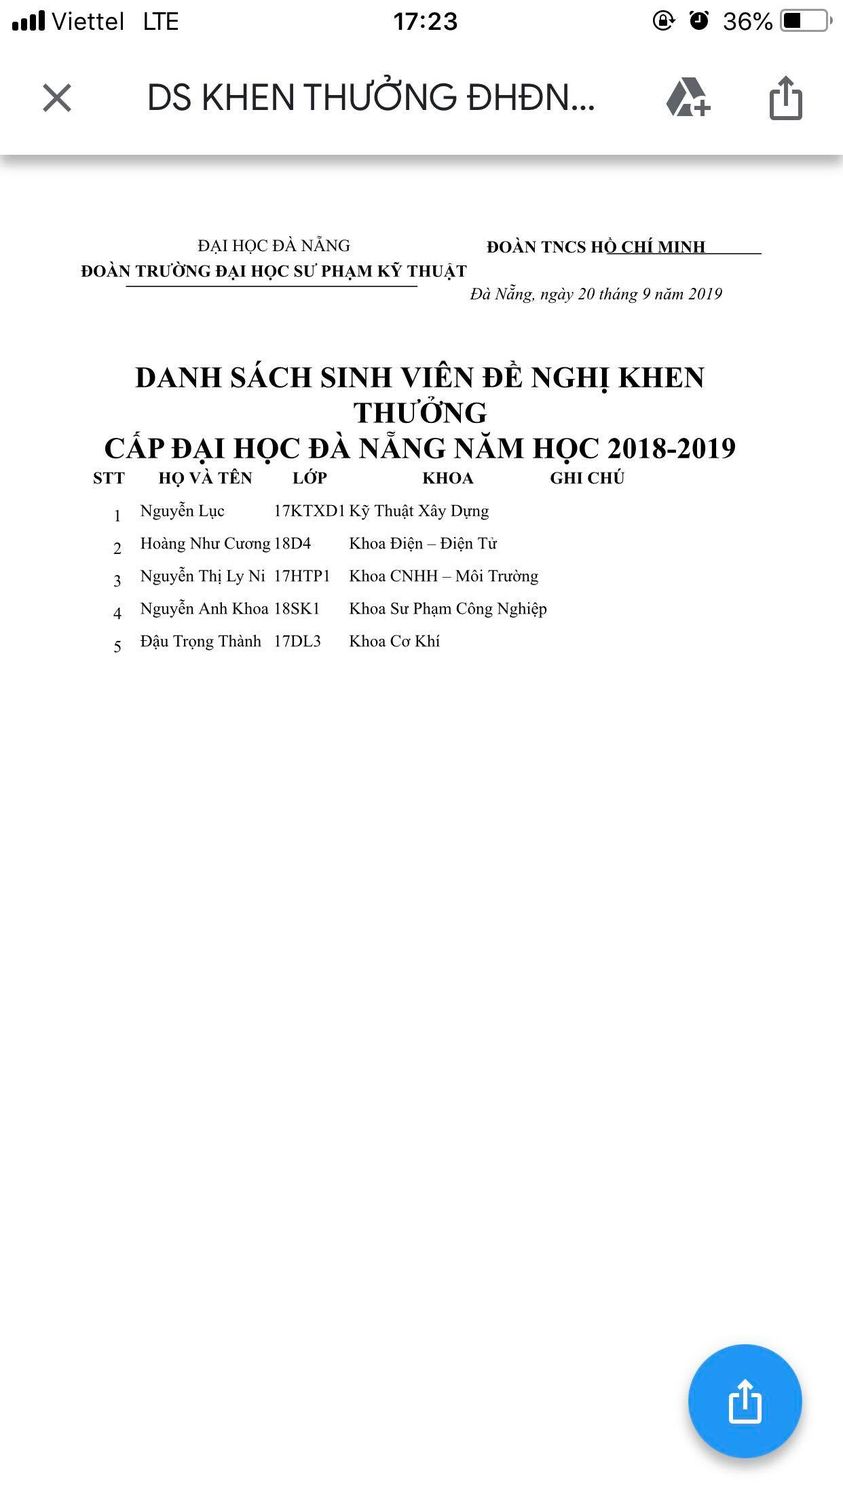 Viettel LTE 17:23 36%
DS KHEN THƯỞNG ĐHĐN...
ĐẠI HỌC ĐÀ NẴNG
ĐOÀN TRƯỜNG ĐẠI HỌC SƯ PHẠM KỸ THUẬT
ĐOÀN TNCS HỒ CHÍ MINH
Đà Nẵng, ngày 20 tháng 9 năm 2019
DANH SÁCH SINH VIÊN ĐỀ NGHỊ KHEN
THƯỞNG
CẤP ĐẠI HỌC ĐÀ NẴNG NĂM HỌC 2018-2019
STT HỌ VÀ TÊN LỚP KHOA GHI CHÚ
1 Nguyễn Lục 17KTXD1 Kỹ Thuật Xây Dựng
2 Hoàng Như Cương 18D4 Khoa Điện – Điện Tử
3 Nguyễn Thị Ly Ni 17HTP1 Khoa CNHH – Môi Trường
4 Nguyễn Anh Khoa 18SK1 Khoa Sư Phạm Công Nghiệp
5 Đậu Trọng Thành 17DL3 Khoa Cơ Khí